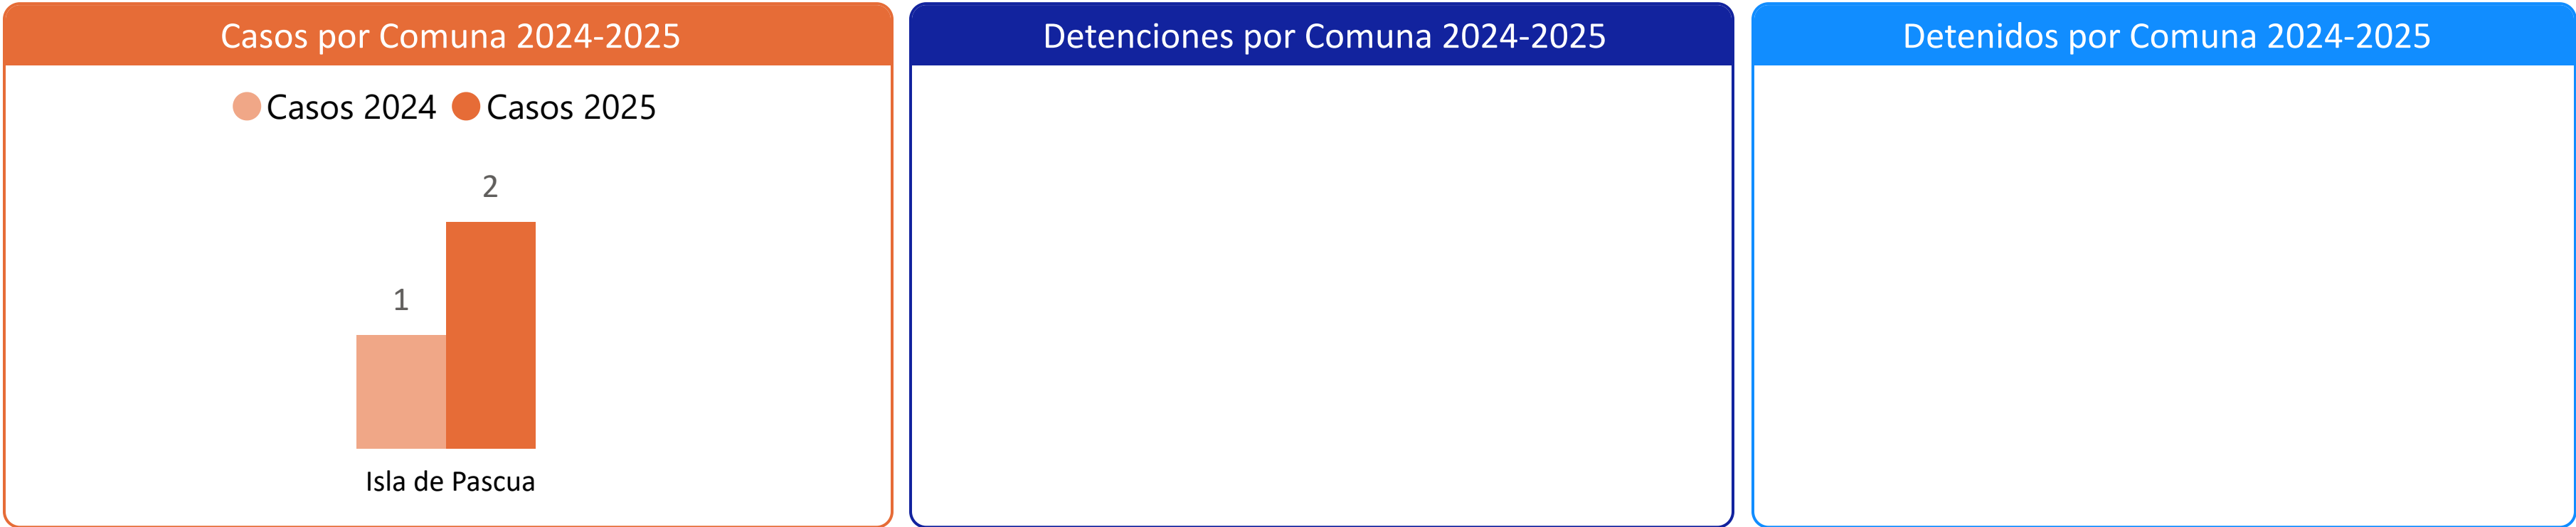 Casos por Comuna 2024-2025
Casos 2024 Casos 2025
2
1
Isla de Pascua
Detenciones por Comuna 2024-2025
Detenidos por Comuna 2024-2025